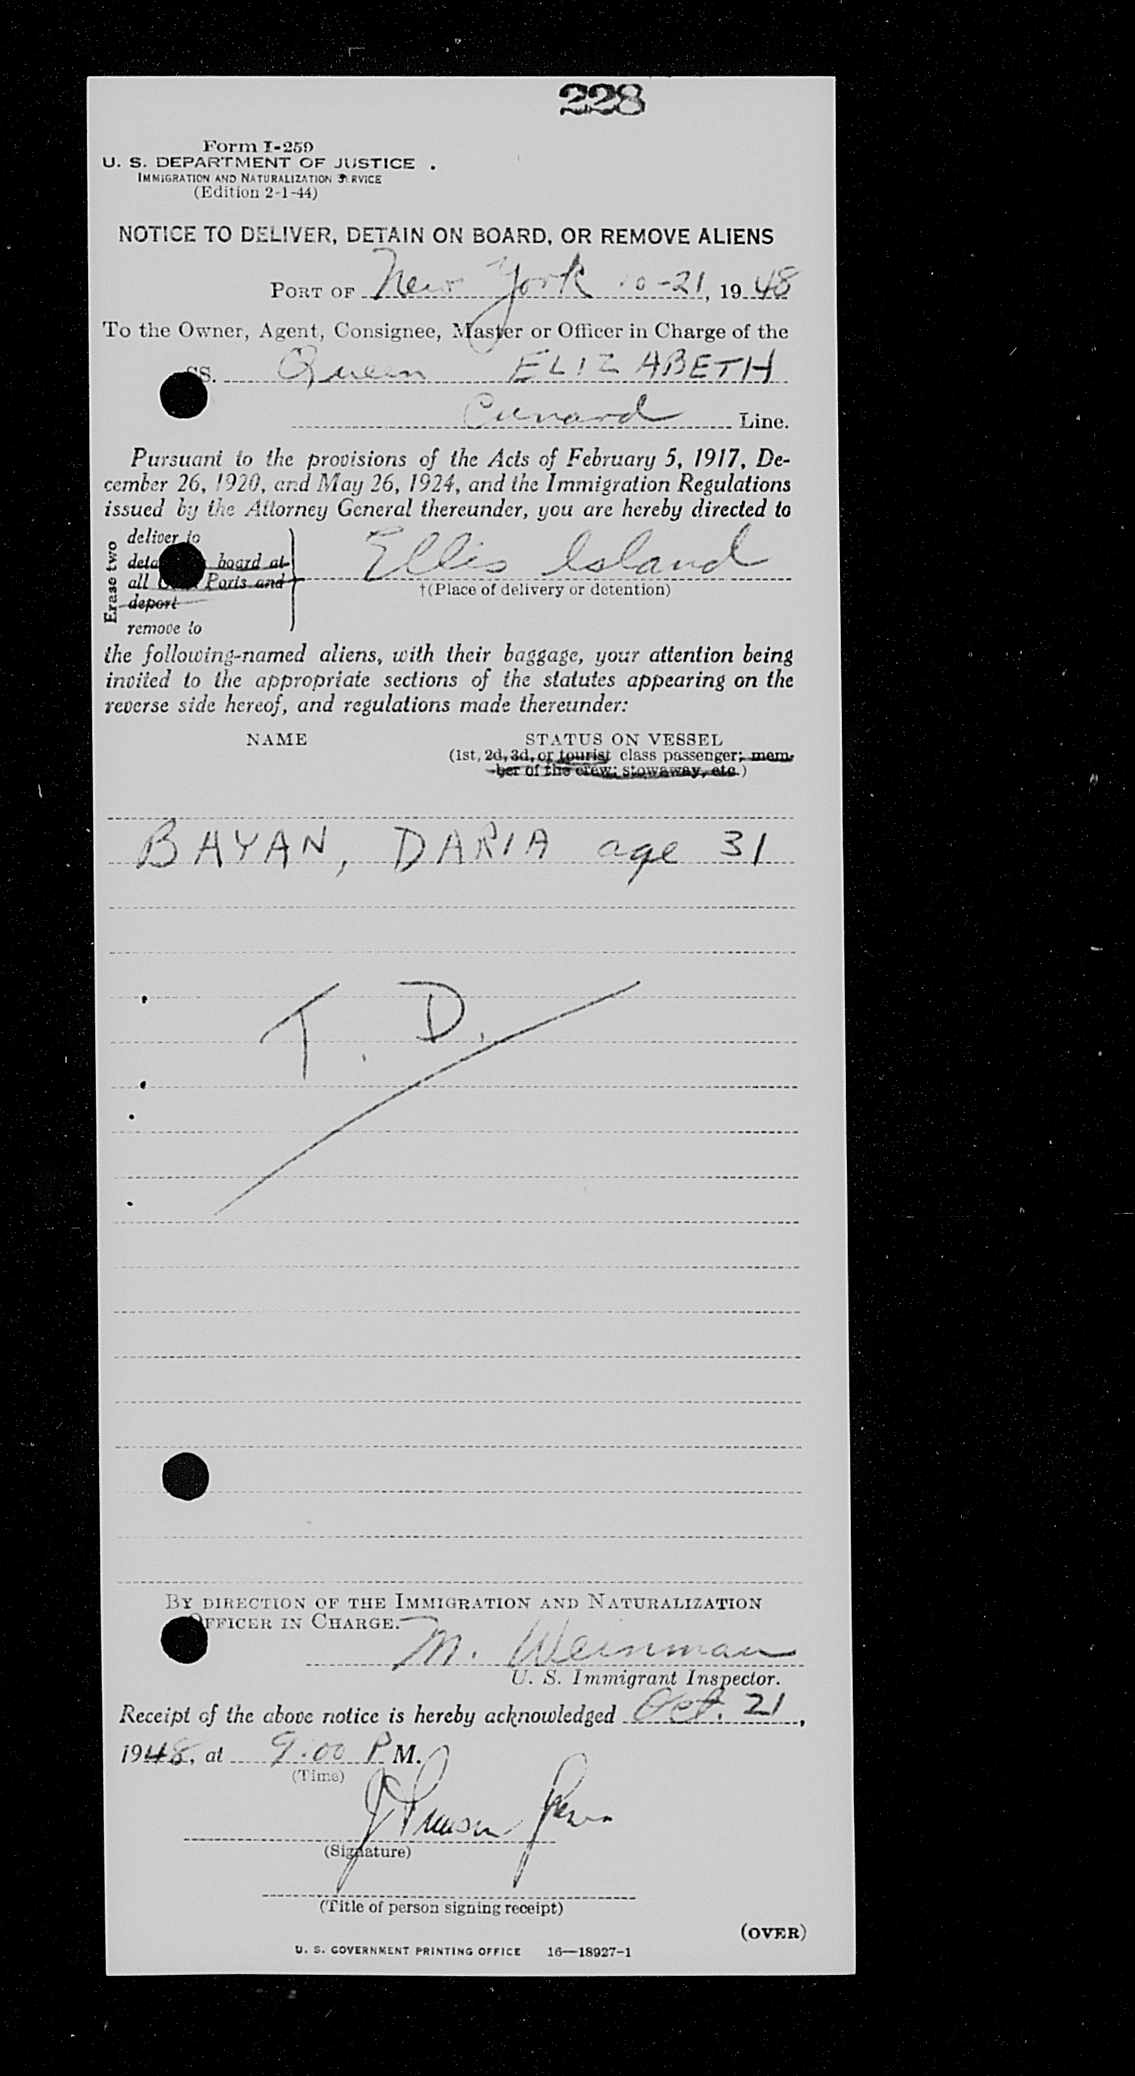 228
Form I-259
U. S. DEPARTMENT OF JUSTICE
IMMIGRATION AND NATURALIZATION SERVICE
(Edition 2-1-44)
NOTICE TO DELIVER, DETAIN ON BOARD, OR REMOVE ALIENS
PORT OF New York 10-21, 1948
To the Owner, Agent, Consignee, Master or Officer in Charge of the
SS. Queen ELIZABETH
Cunard Line.
Pursuant to the provisions of the Acts of February 5, 1917, De-
cember 26, 1920, and May 26, 1924, and the Immigration Regulations
issued by the Attorney General thereunder, you are hereby directed to
Erase two
deliver to
board at
all Ports and
deport
remove to
Ellis Island
†(Place of delivery or detention)
the following-named aliens, with their baggage, your attention being
invited to the appropriate sections of the statutes appearing on the
reverse side hereof, and regulations made thereunder:
NAME STATUS ON VESSEL
(1st, 2d, 3d, or tourist class passenger; mem-
ber of the crew; stowaway, etc.)
BAYAN, DARIA age 31
T. D.
BY DIRECTION OF THE IMMIGRATION AND NATURALIZATION
OFFICER IN CHARGE.
M. Weinman
U. S. Immigrant Inspector.
Receipt of the above notice is hereby acknowledged Oct. 21,
1948, at 9:00 P M.
(Time)
(Signature)
(Title of person signing receipt)
(OVER)
U. S. GOVERNMENT PRINTING OFFICE 16—18927-1